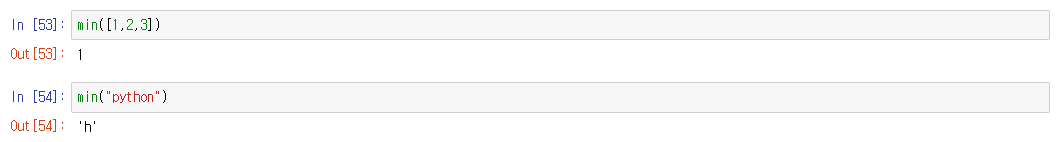 In [53]: min([1,2,3])
Out[53]: 1
In [54]: min("python")
Out[54]: 'h'